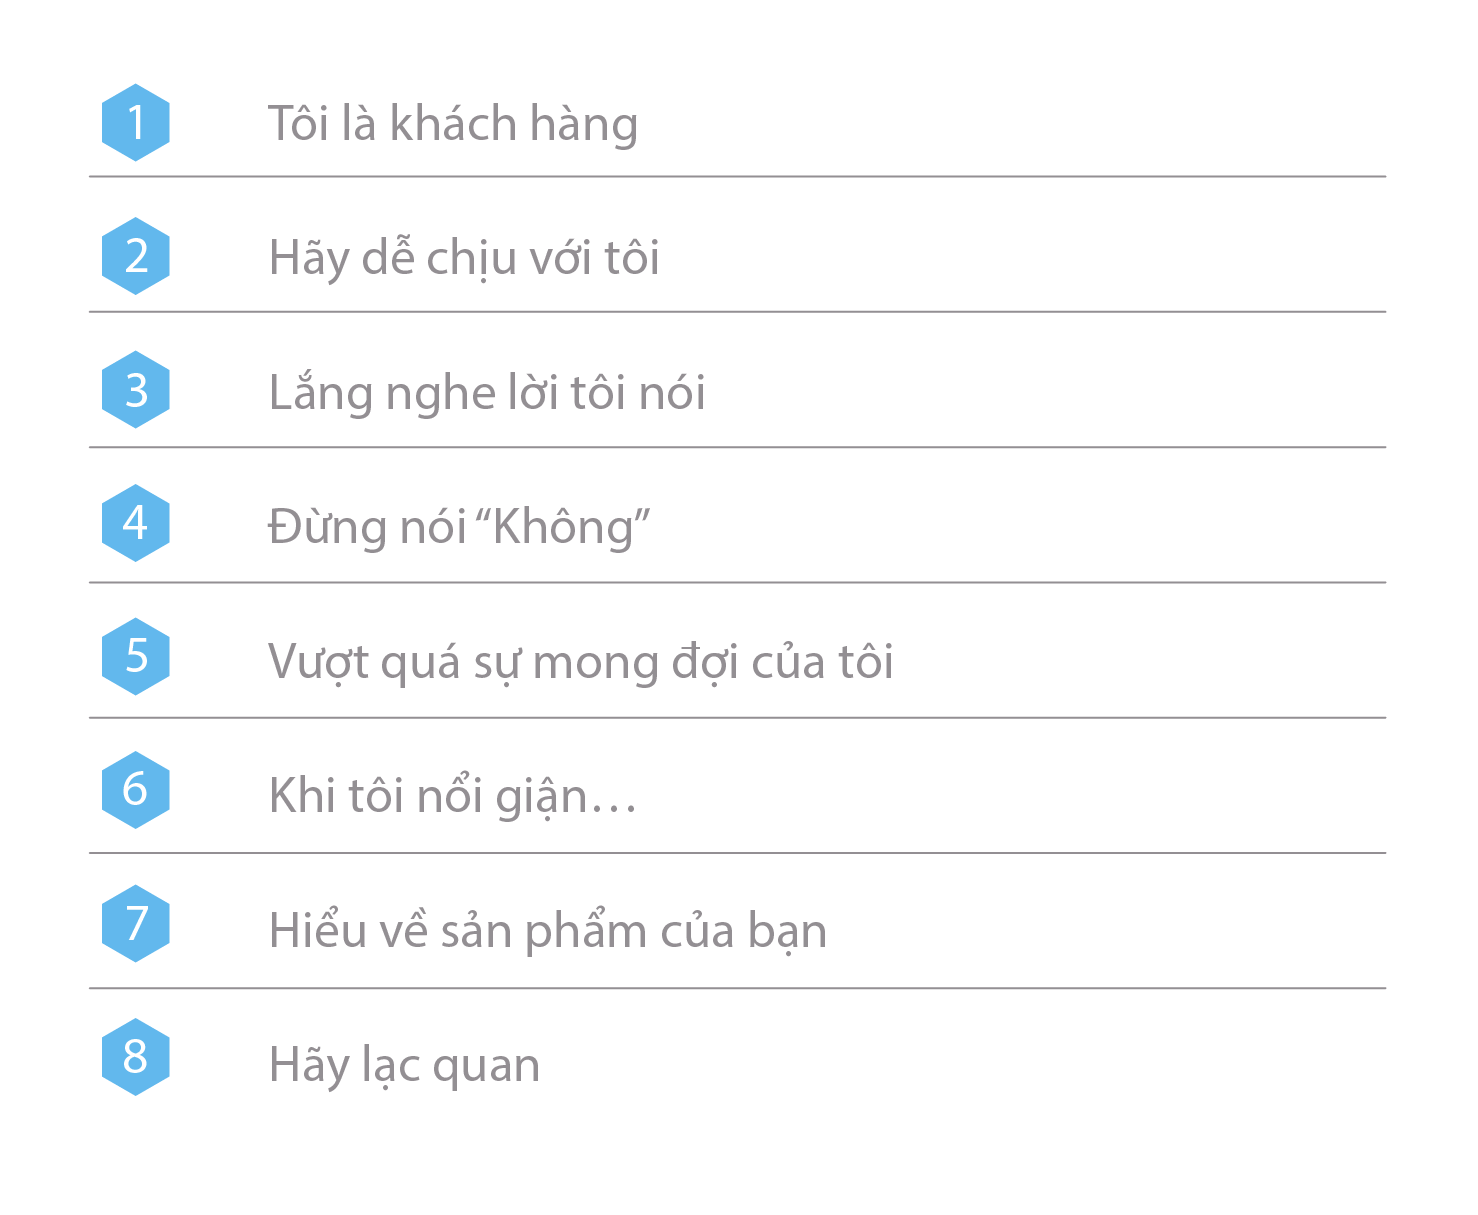 1 Tôi là khách hàng
2 Hãy dễ chịu với tôi
3 Lắng nghe lời tôi nói
4 Đừng nói “Không”
5 Vượt quá sự mong đợi của tôi
6 Khi tôi nổi giận…
7 Hiểu về sản phẩm của bạn
8 Hãy lạc quan